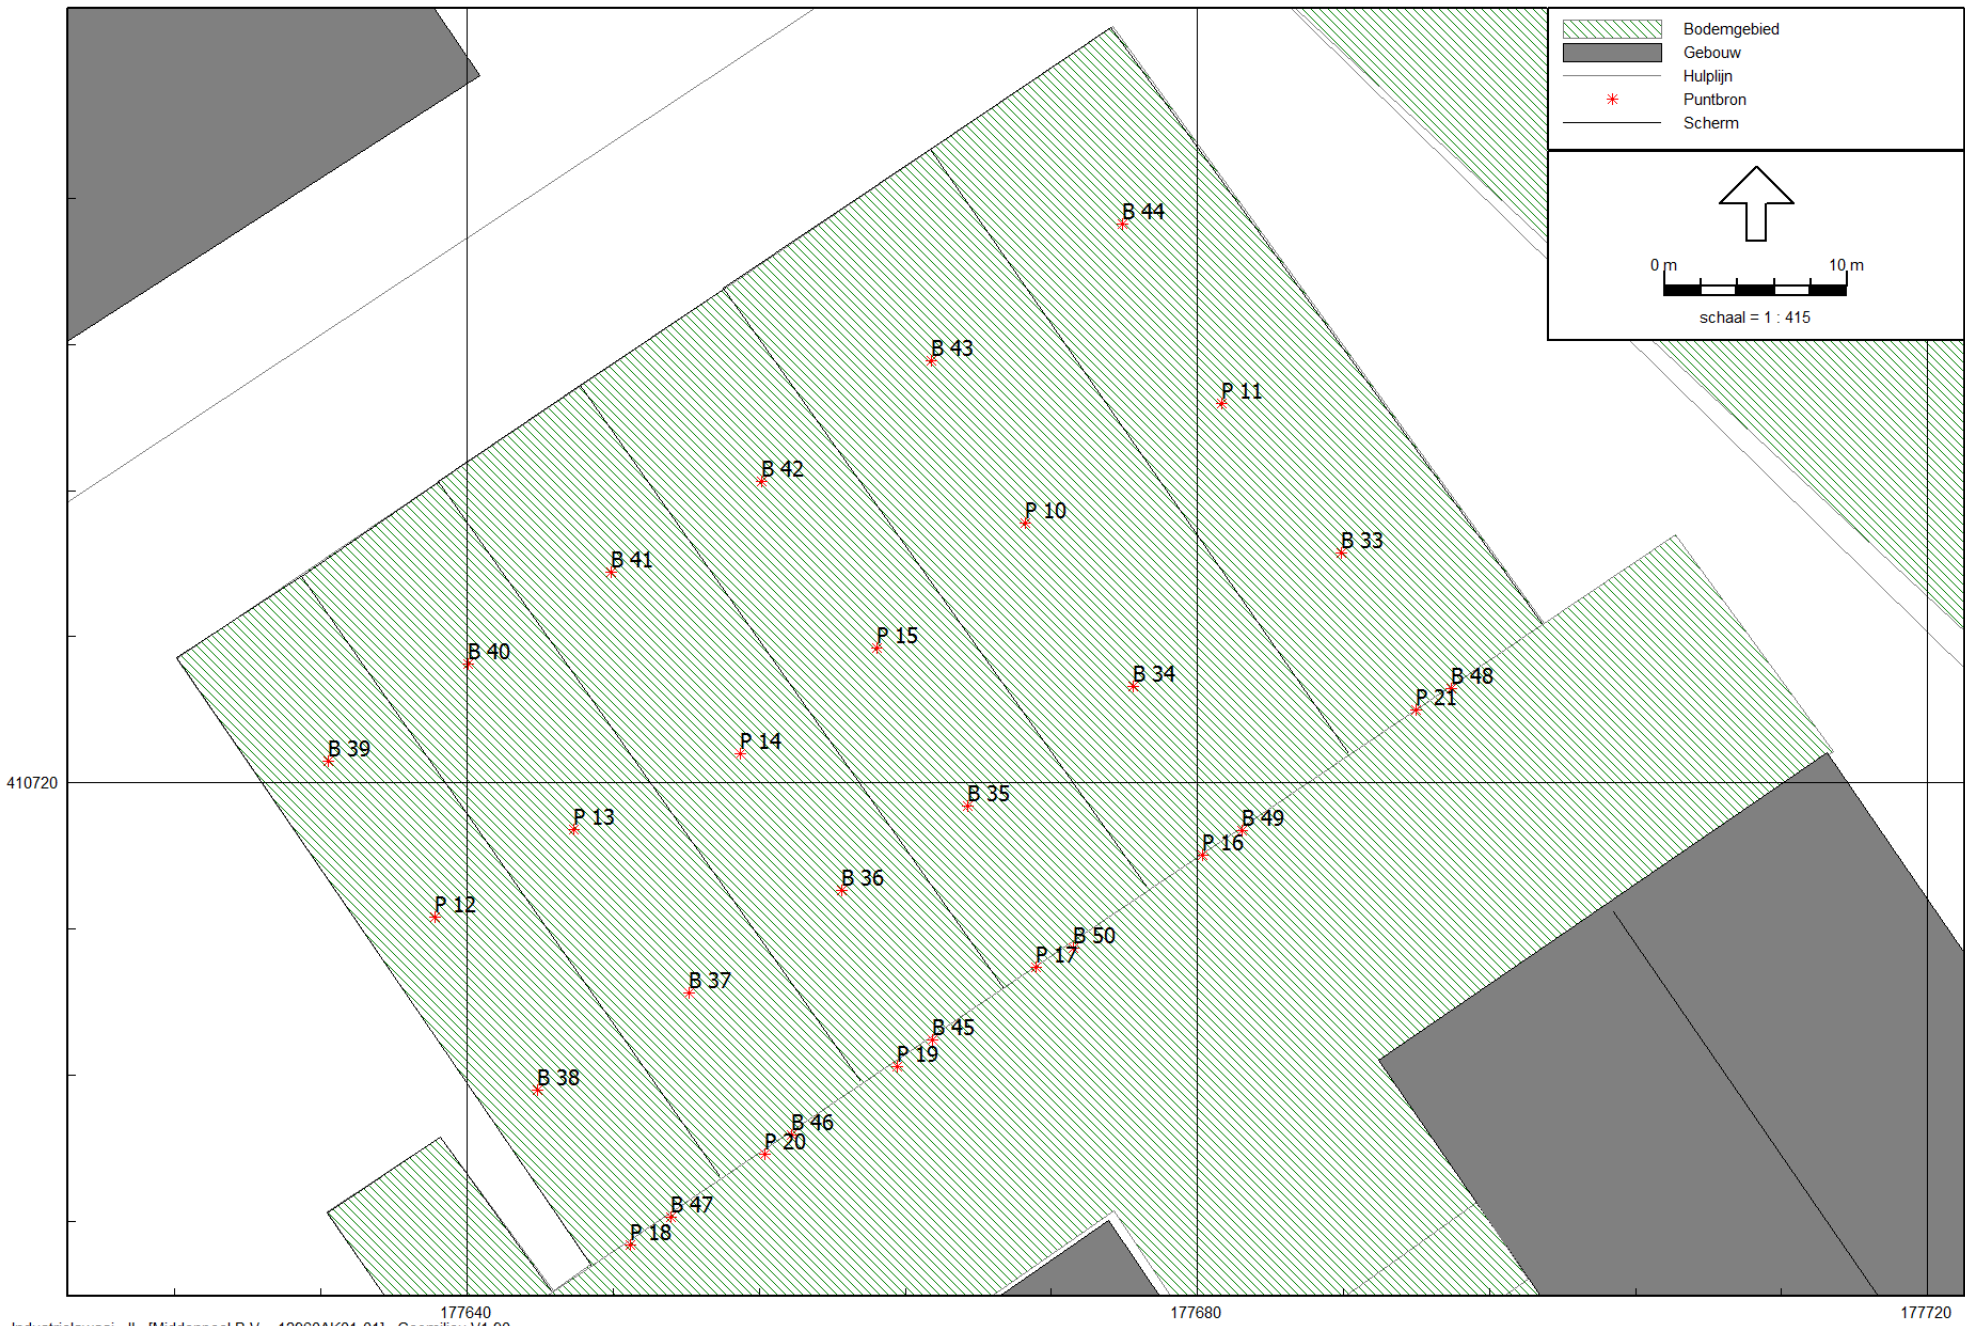 Bodemgebied
Gebouw
Hulplijn
Puntbron
Scherm
0 m 10 m
schaal = 1 : 415
B 44
B 43
P 11
B 42
P 10
B 33
B 41
P 15
B 40
B 34
B 48
P 21
B 39
P 14
410720
B 35
P 13
B 49
P 16
B 36
P 12
B 50
P 17
B 37
B 45
P 19
B 38
B 46
P 20
B 47
P 18
177640 177680 177720